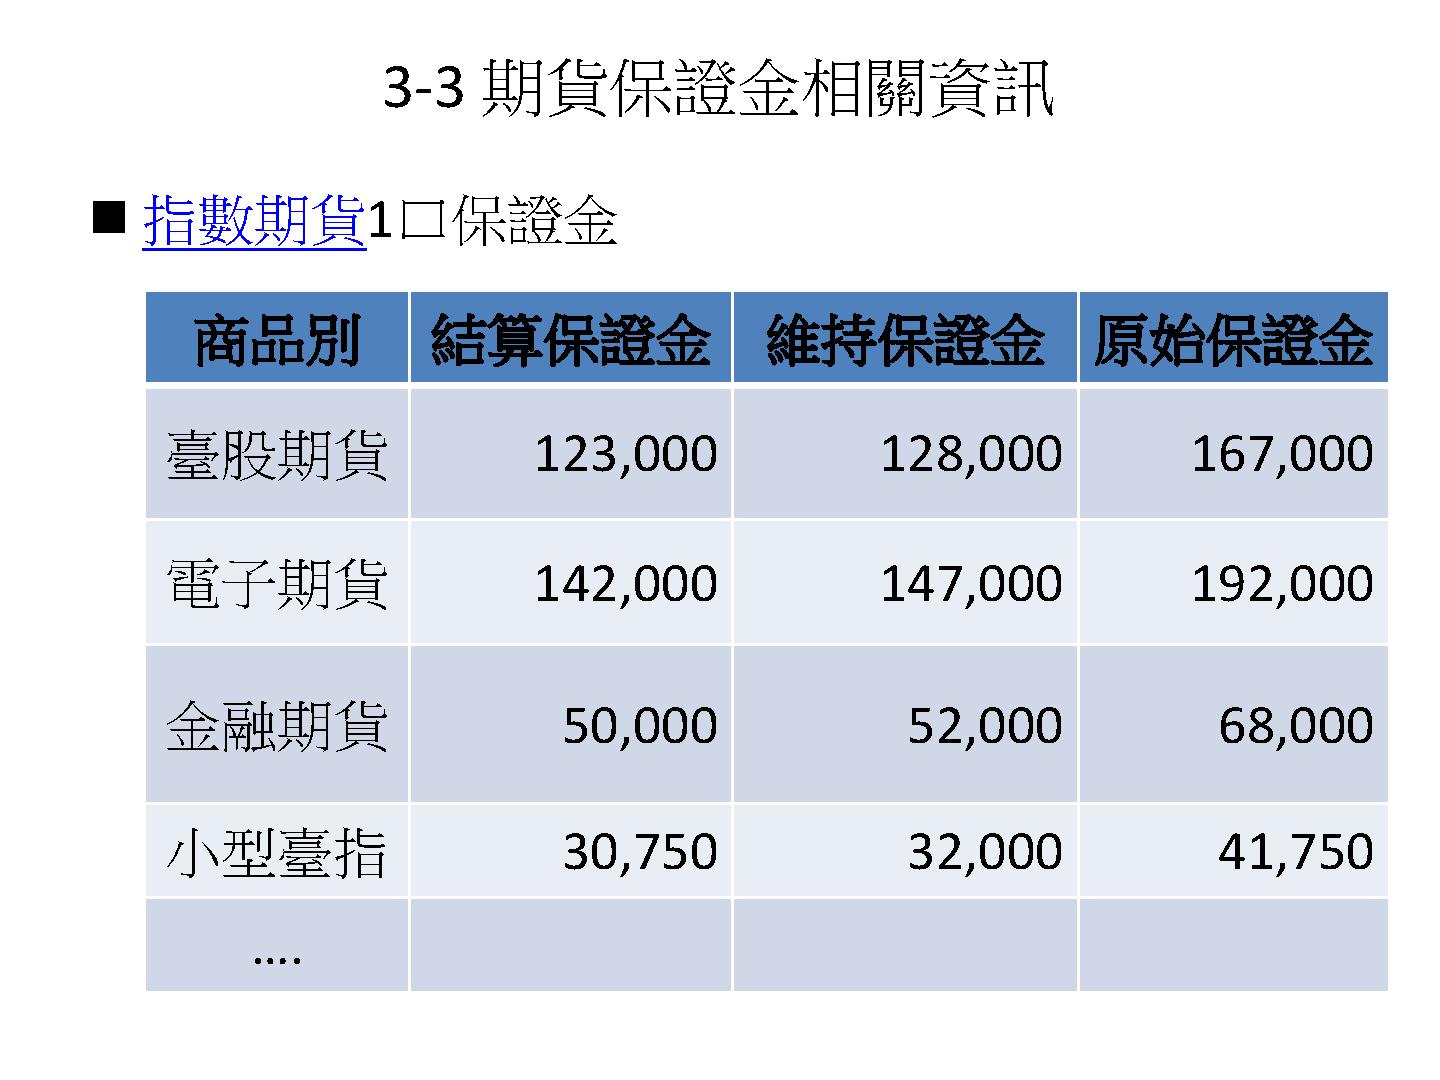 3-3 期貨保證金相關資訊
■ 指數期貨1口保證金
商品別 結算保證金 維持保證金 原始保證金
臺股期貨 123,000 128,000 167,000
電子期貨 142,000 147,000 192,000
金融期貨 50,000 52,000 68,000
小型臺指 30,750 32,000 41,750
….